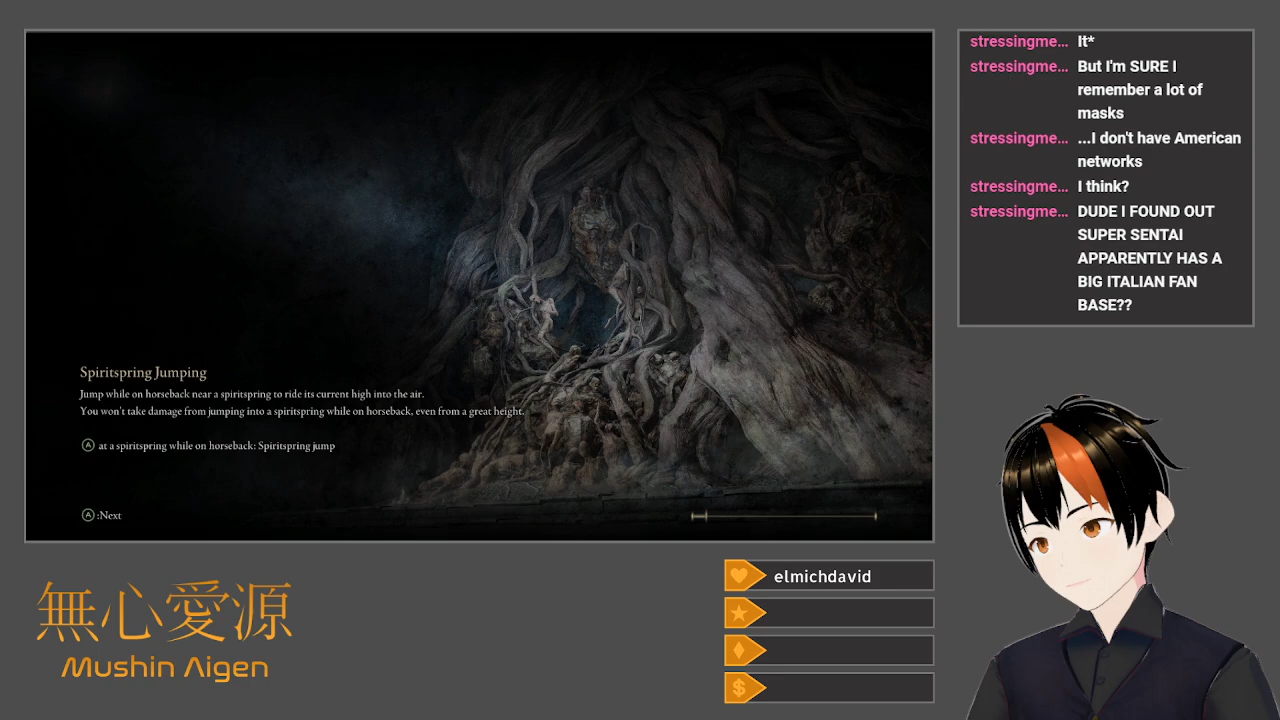 Spiritspring Jumping
Jump while on horseback near a spiritspring to ride its current high into the air.
You won't take damage from jumping into a spiritspring while on horseback, even from a great height.
A at a spiritspring while on horseback: Spiritspring jump
A :Next
stressingme... It*
stressingme... But I'm SURE I
remember a lot of
masks
stressingme... ...I don't have American
networks
stressingme... I think?
stressingme... DUDE I FOUND OUT
SUPER SENTAI
APPARENTLY HAS A
BIG ITALIAN FAN
BASE??
無心愛源
Mushin Aigen
elmichdavid
$